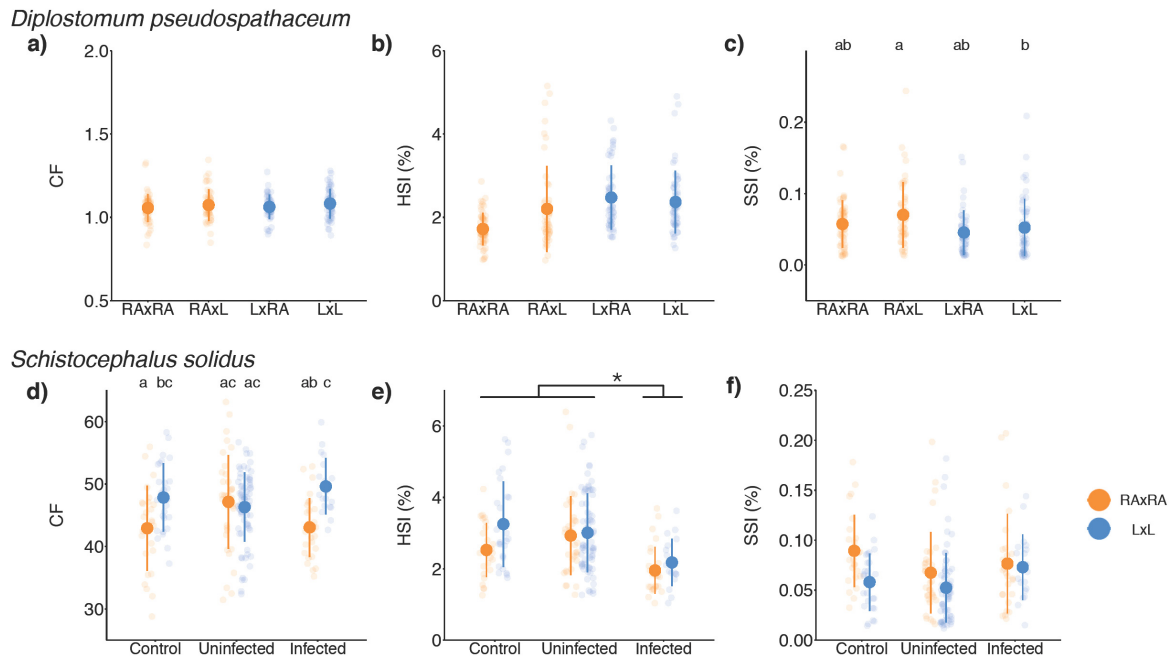 Diplostomum pseudospathaceum
a)
CF
2.0
1.5
1.0
0.5
RAxRA RAxL LxRA LxL
b)
HSI (%)
6
4
2
0
RAxRA RAxL LxRA LxL
c)
ab a ab b
SSI (%)
0.2
0.1
0.0
RAxRA RAxL LxRA LxL
Schistocephalus solidus
d)
a bc ac ac ab c
CF
60
50
40
30
Control Uninfected Infected
e)
*
HSI (%)
6
4
2
0
Control Uninfected Infected
f)
SSI (%)
0.25
0.20
0.15
0.10
0.05
0.00
Control Uninfected Infected
RAxRA
LxL